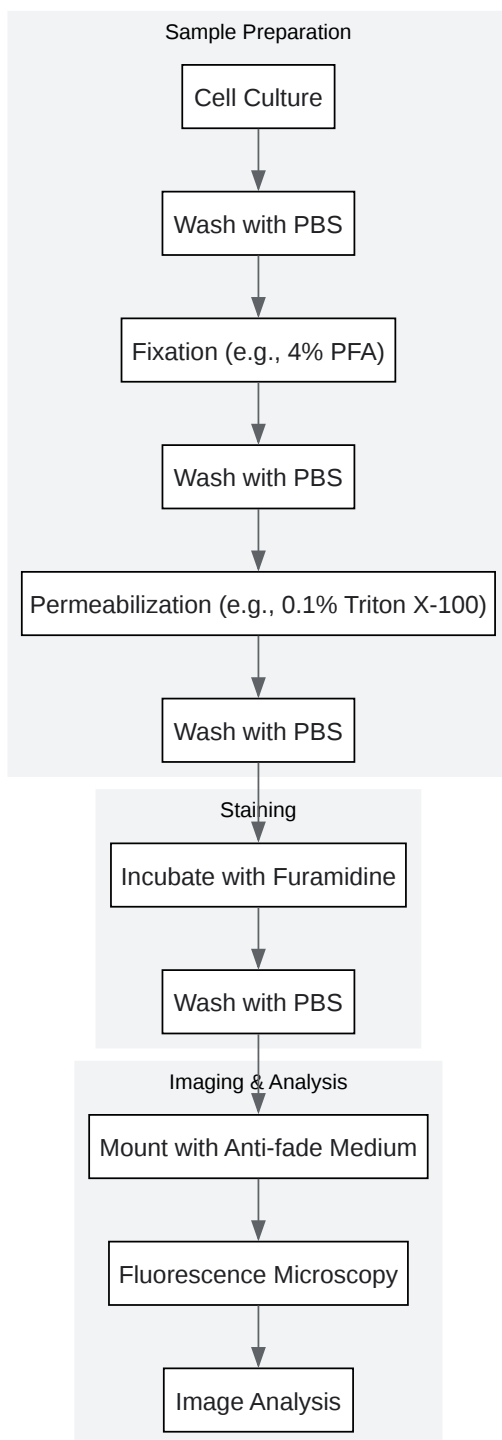 Sample Preparation
Cell Culture
Wash with PBS
Fixation (e.g., 4% PFA)
Wash with PBS
Permeabilization (e.g., 0.1% Triton X-100)
Wash with PBS
Staining
Incubate with Furamidine
Wash with PBS
Imaging & Analysis
Mount with Anti-fade Medium
Fluorescence Microscopy
Image Analysis